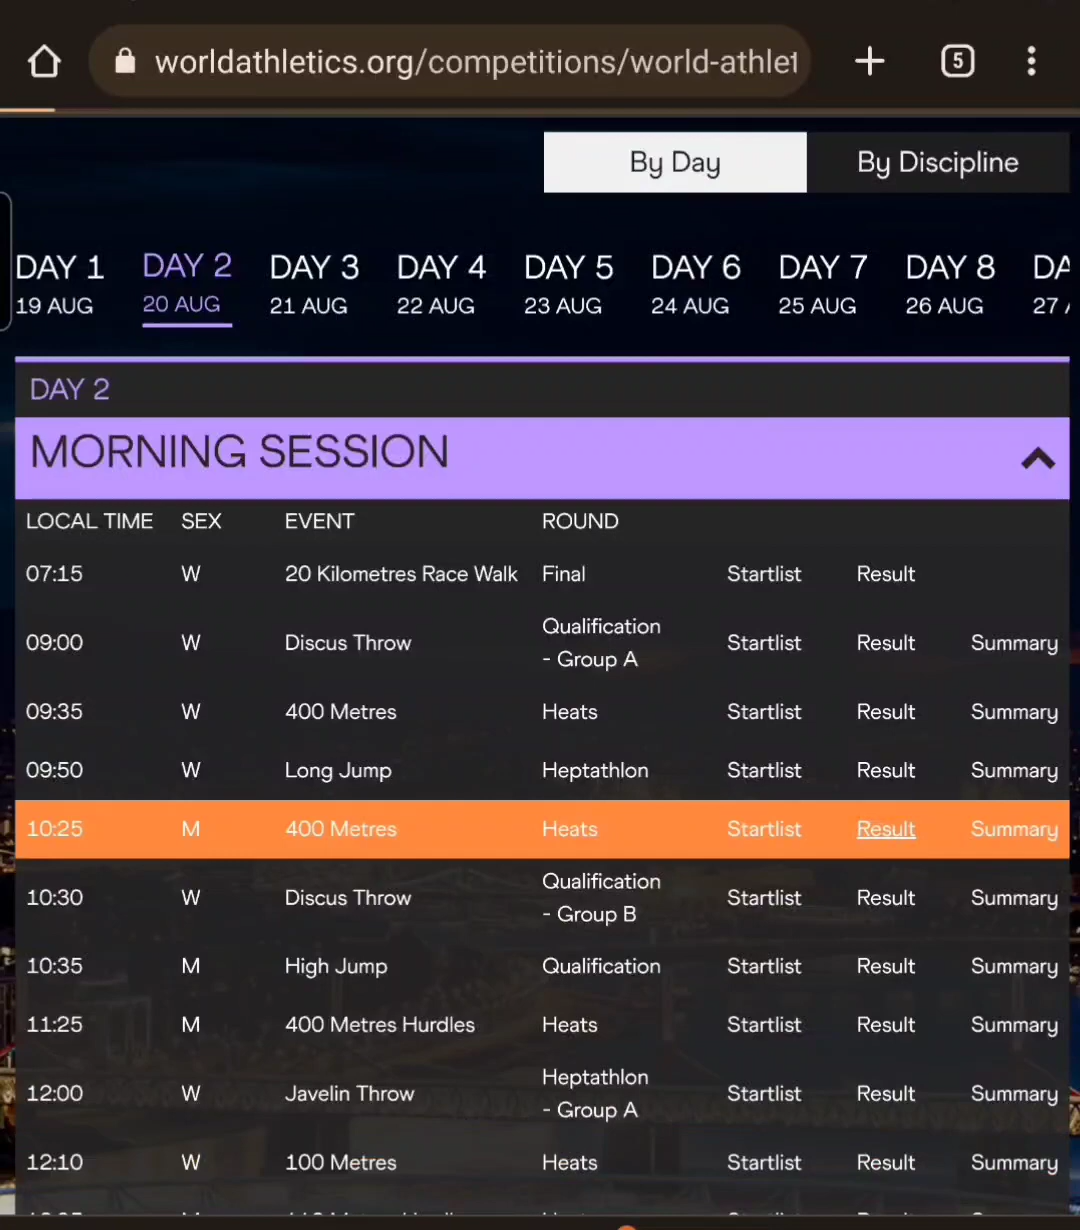 worldathletics.org/competitions/world-athlet
5
By Day By Discipline
DAY 1 DAY 2 DAY 3 DAY 4 DAY 5 DAY 6 DAY 7 DAY 8 DA
19 AUG 20 AUG 21 AUG 22 AUG 23 AUG 24 AUG 25 AUG 26 AUG 27
DAY 2
MORNING SESSION
LOCAL TIME SEX EVENT ROUND
07:15 W 20 Kilometres Race Walk Final Startlist Result
09:00 W Discus Throw Qualification - Group A Startlist Result Summary
09:35 W 400 Metres Heats Startlist Result Summary
09:50 W Long Jump Heptathlon Startlist Result Summary
10:25 M 400 Metres Heats Startlist Result Summary
10:30 W Discus Throw Qualification - Group B Startlist Result Summary
10:35 M High Jump Qualification Startlist Result Summary
11:25 M 400 Metres Hurdles Heats Startlist Result Summary
12:00 W Javelin Throw Heptathlon - Group A Startlist Result Summary
12:10 W 100 Metres Heats Startlist Result Summary